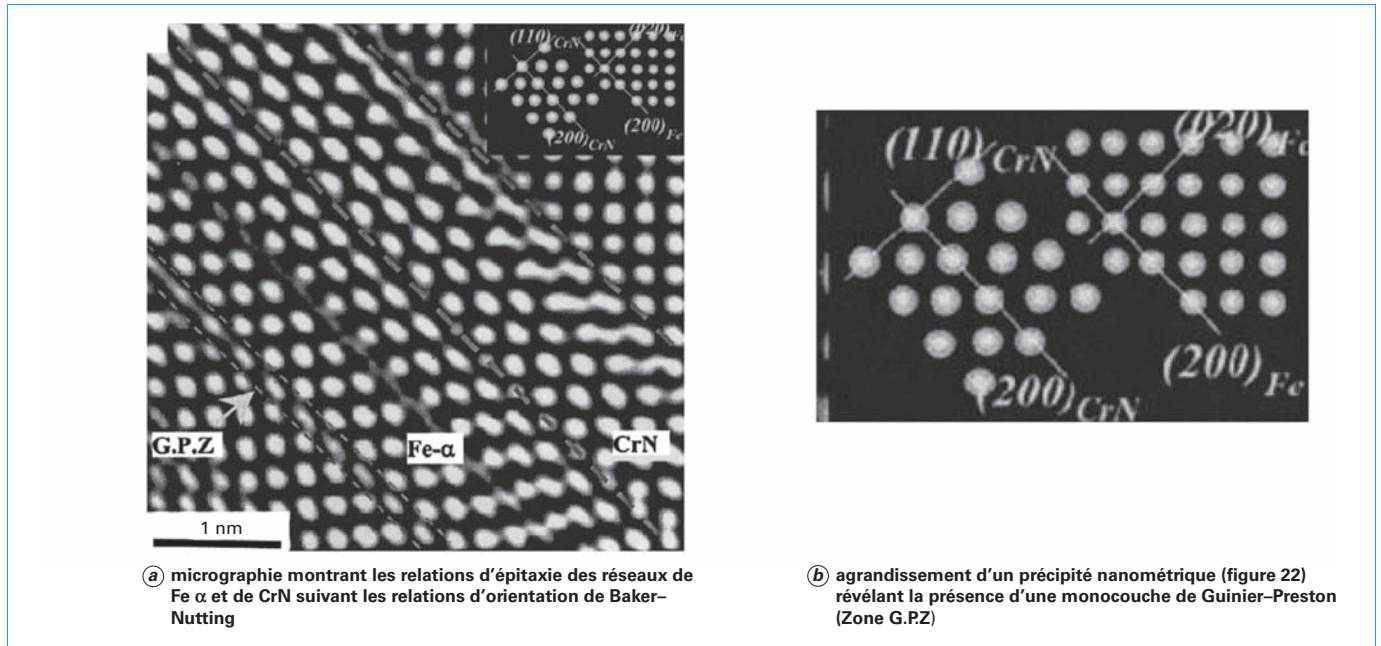 (110)CrN
(020)Fe
(200)CrN
(200)Fe
G.P.Z
Fe-α
CrN
1 nm
a micrographie montrant les relations d'épitaxie des réseaux de
Fe α et de CrN suivant les relations d'orientation de Baker–
Nutting
(110)CrN
(020)Fe
(200)CrN
(200)Fe
b agrandissement d'un précipité nanométrique (figure 22)
révélant la présence d'une monocouche de Guinier–Preston
(Zone G.P.Z)